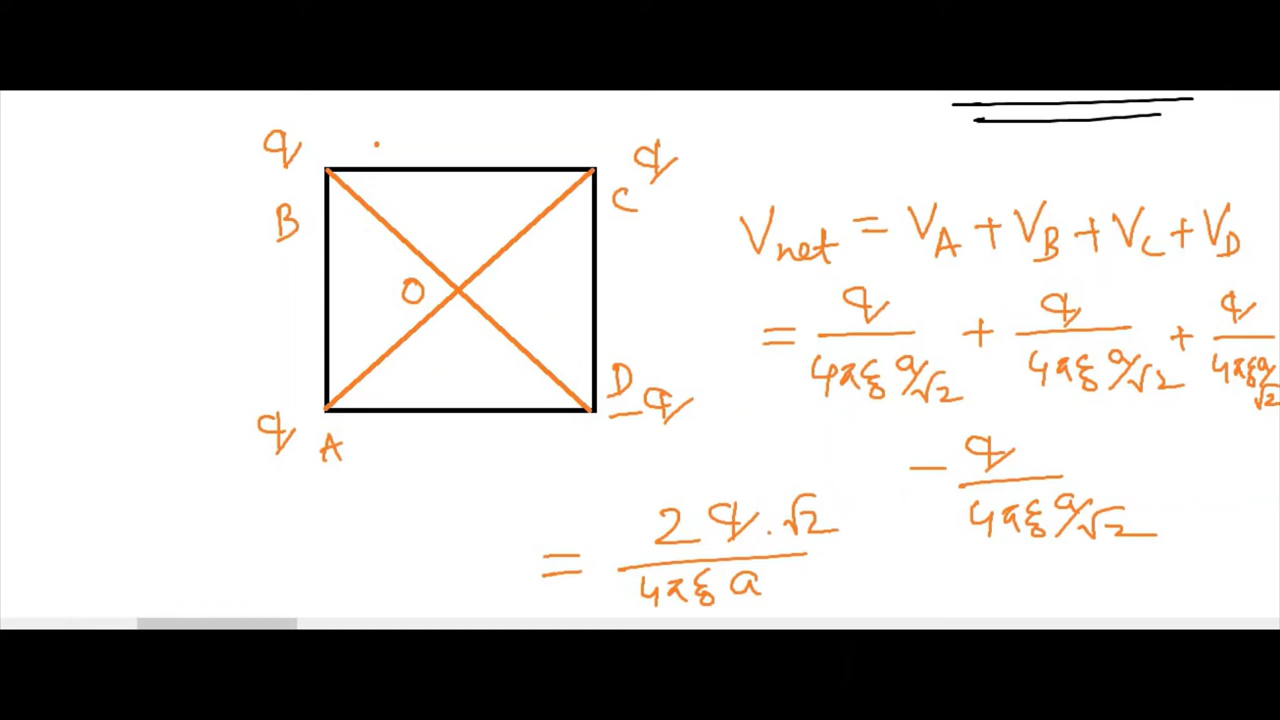 q q
B C
V_net = V_A + V_B + V_C + V_D
O
= q/(4πε₀ a/√2) + q/(4πε₀ a/√2) + q/(4πε₀ a/√2)
D -q
q A
- q/(4πε₀ a/√2)
= 2q.√2/(4πε₀ a)